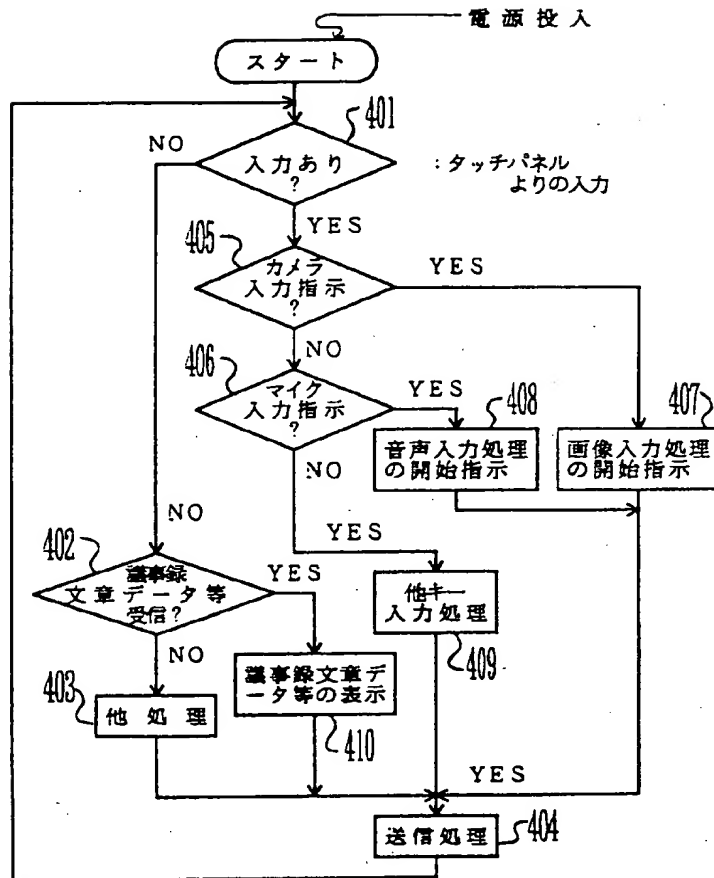 電源投入
スタート
401
NO
入力あり
?
:タッチパネル
よりの入力
YES
405
カメラ
入力指示
?
YES
NO
406
マイク
入力指示
?
YES
408
407
音声入力処理
の開始指示
画像入力処理
の開始指示
NO
NO
YES
402
議事録
文章データ等
受信?
YES
他キー
入力処理
409
NO
403
他処理
議事録文章デ
ータ等の表示
410
YES
送信処理
404